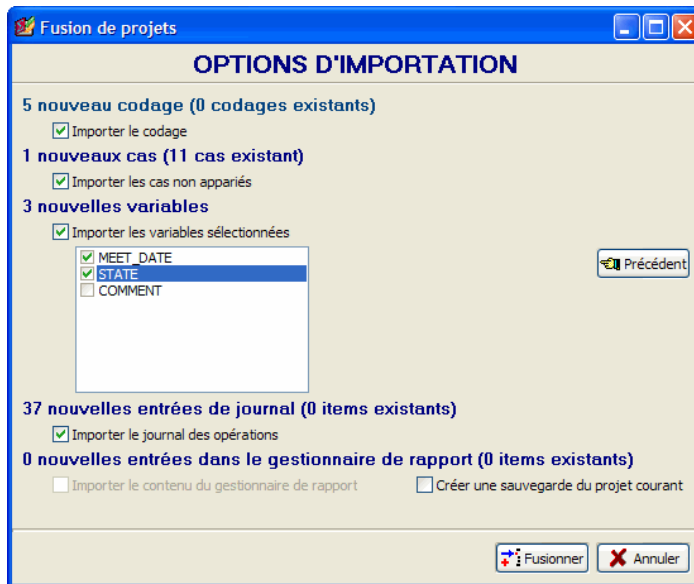 Fusion de projets
OPTIONS D'IMPORTATION
5 nouveau codage (0 codages existants)
Importer le codage
1 nouveaux cas (11 cas existant)
Importer les cas non appariés
3 nouvelles variables
Importer les variables sélectionnées
MEET_DATE
STATE
COMMENT
Précédent
37 nouvelles entrées de journal (0 items existants)
Importer le journal des opérations
0 nouvelles entrées dans le gestionnaire de rapport (0 items existants)
Importer le contenu du gestionnaire de rapport Créer une sauvegarde du projet courant
Fusionner Annuler